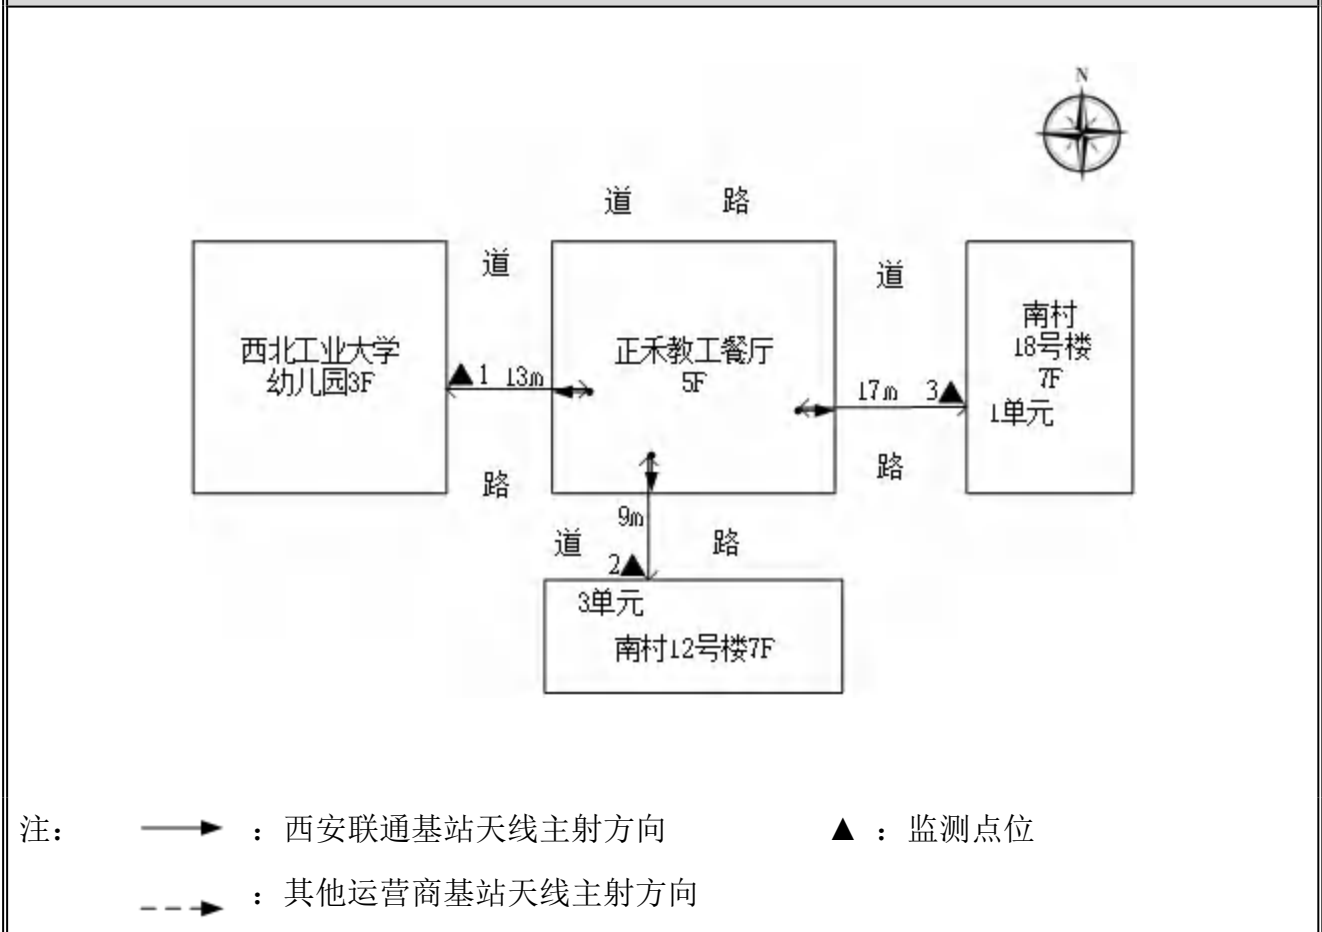 N
道 路
道
道
西北工业大学
幼儿园3F
正禾教工餐厅
5F
南村
18号楼
7F
1单元
1 13m
17m 3
路
路
9m
道 路
2
3单元
南村12号楼7F
注： ：西安联通基站天线主射方向 ▲ ：监测点位
：其他运营商基站天线主射方向